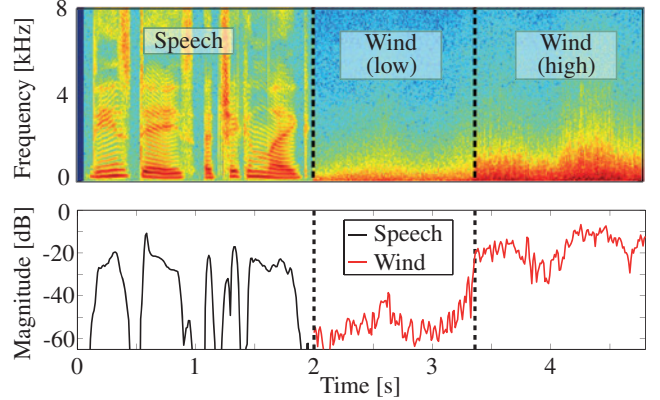 8
Speech
Wind
(low)
Wind
(high)
Frequency [kHz]
4
0
0
Speech
Wind
Magnitude [dB]
-20
-40
-60
0
1
2
3
4
Time [s]